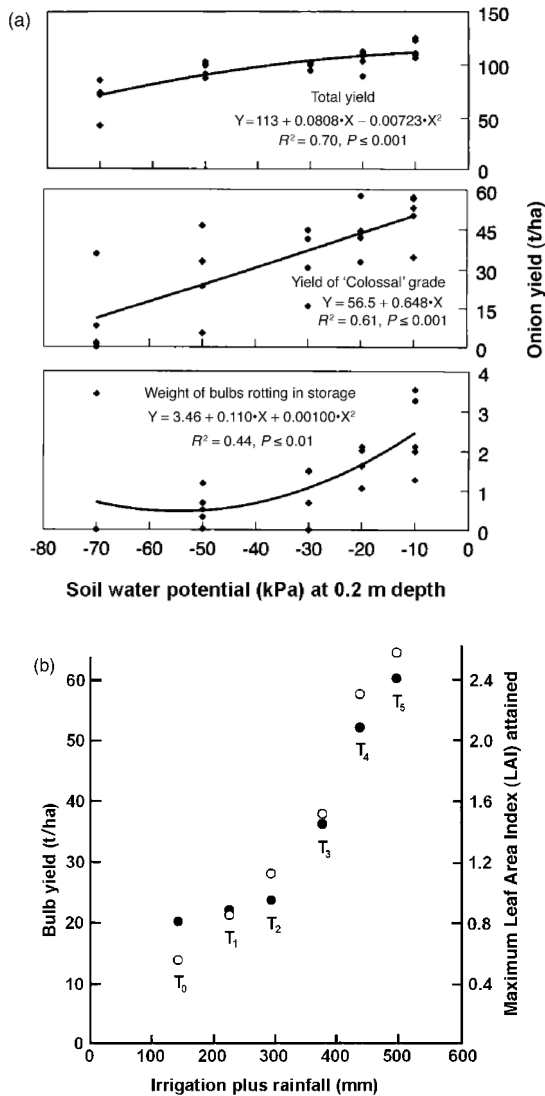 (a)
150
100
50
0
Total yield
Y=113 + 0.0808•X − 0.00723•X²
R² = 0.70, P ≤ 0.001
60
45
30
15
0
Yield of 'Colossal' grade
Y = 56.5 + 0.648•X
R² = 0.61, P ≤ 0.001
Onion yield (t/ha)
4
3
2
1
0
Weight of bulbs rotting in storage
Y = 3.46 + 0.110•X + 0.00100•X²
R² = 0.44, P ≤ 0.01
-80 -70 -60 -50 -40 -30 -20 -10 0
Soil water potential (kPa) at 0.2 m depth
(b)
60
50
40
30
20
10
0
Bulb yield (t/ha)
2.4
2.0
1.6
1.2
0.8
0.4
Maximum Leaf Area Index (LAI) attained
T₅
T₄
T₃
T₂
T₁
T₀
0 100 200 300 400 500 600
Irrigation plus rainfall (mm)